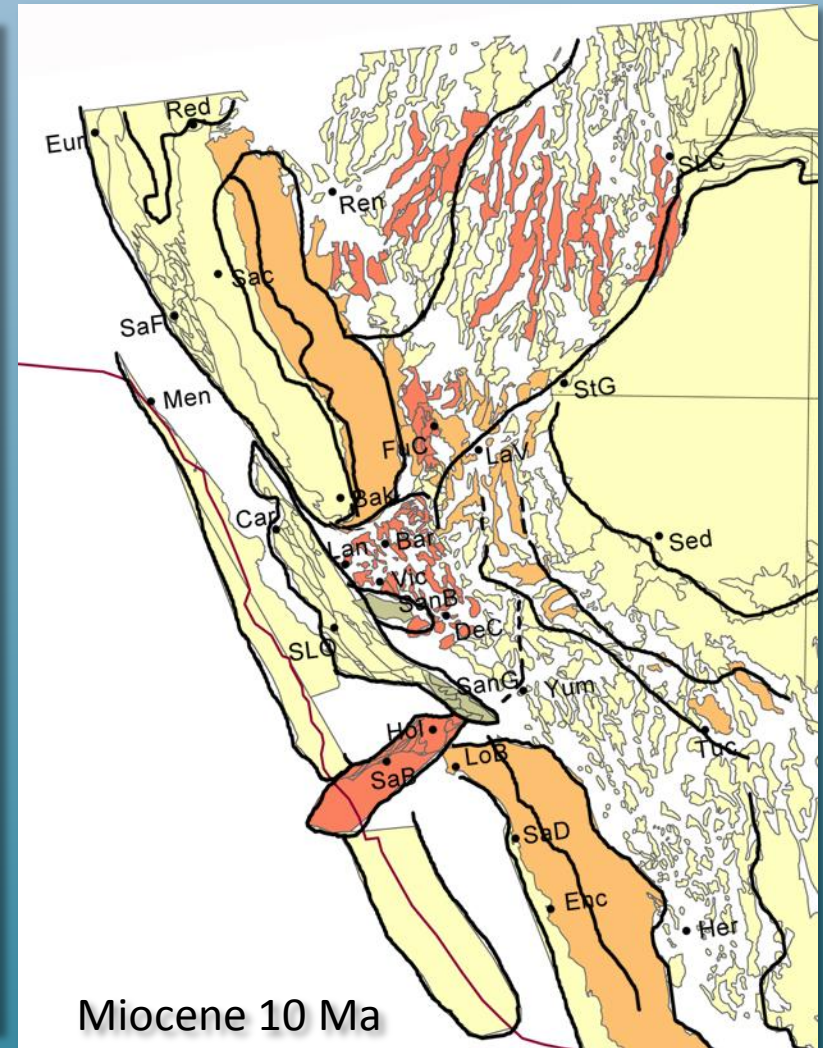 Red
Eur
SLC
Ren
Sac
SaF
StG
Men
FuC
LaV
Bak
Car
Bar
Sed
Lan
Vic
SanB
DeC
SLO
SanG
Yum
Hol
Tuc
LoB
SaB
SaD
Enc
Her
Miocene 10 Ma